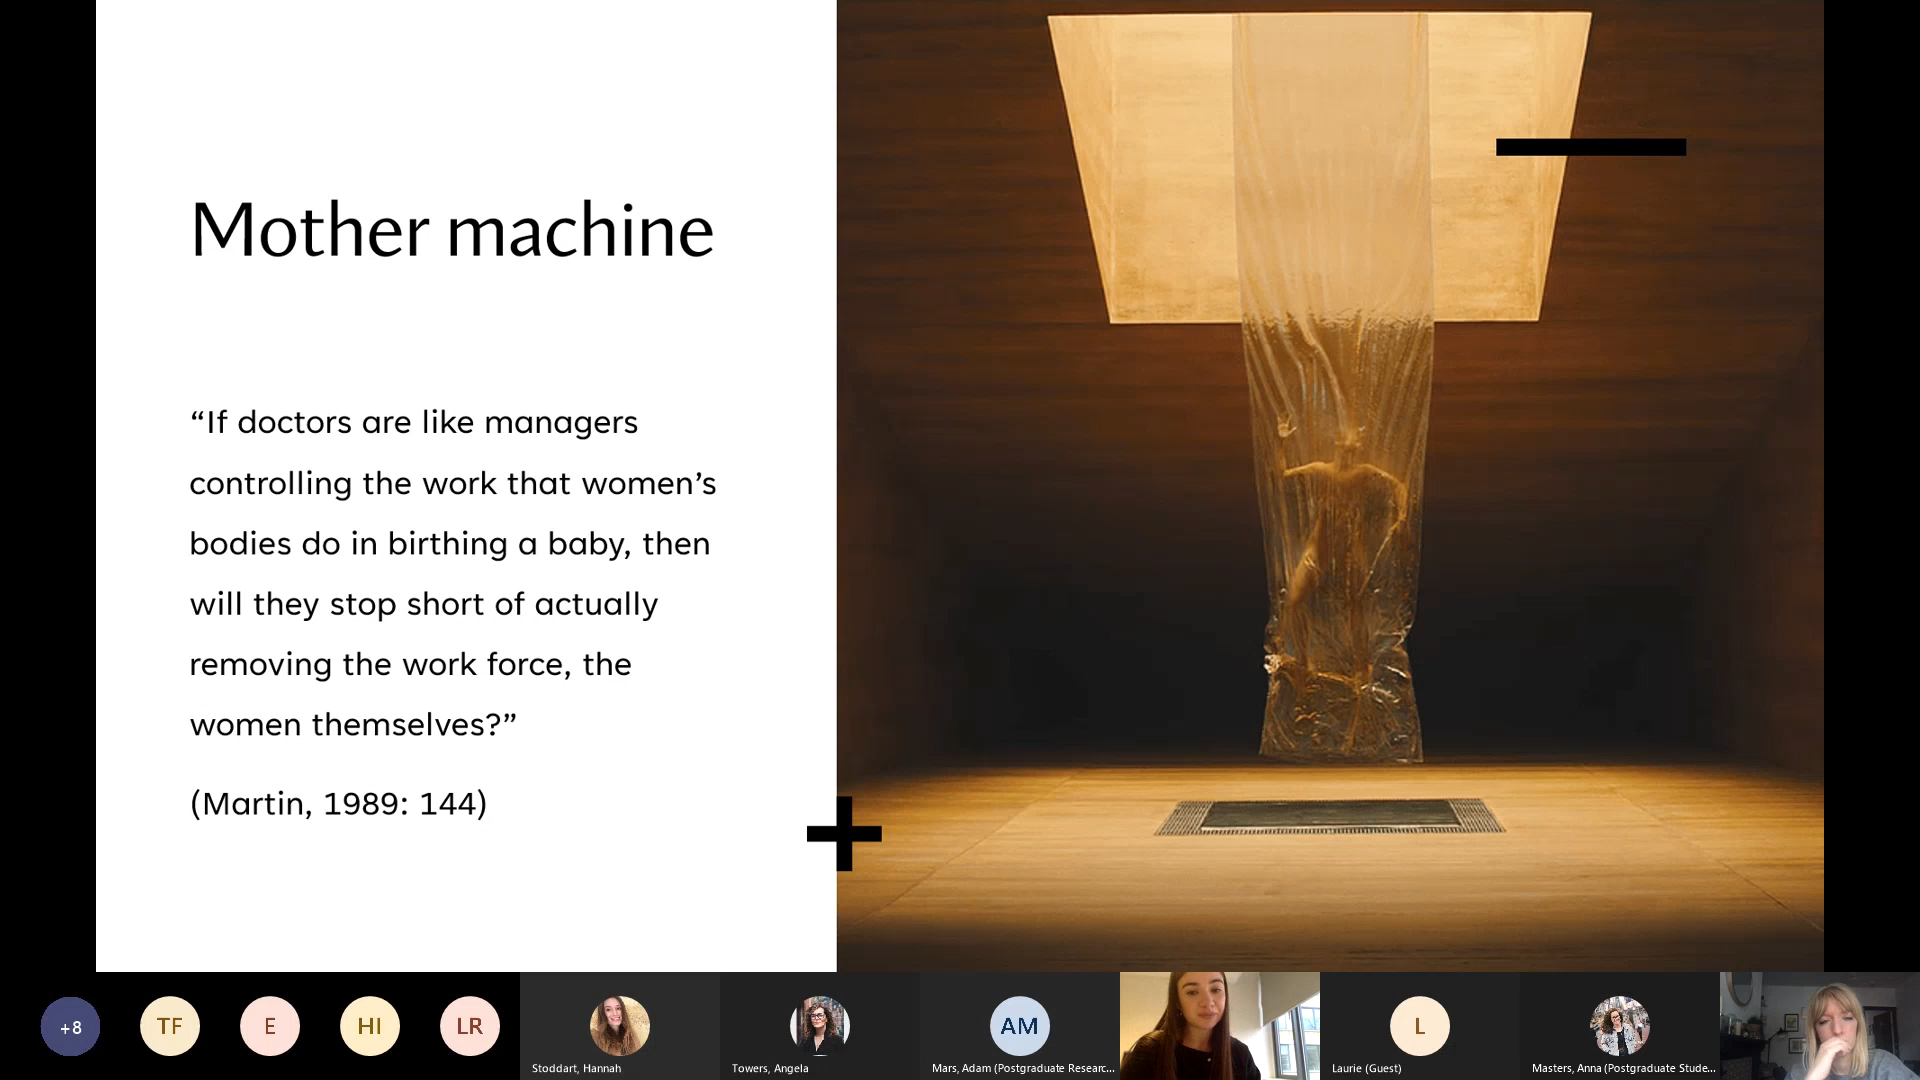 Mother machine
“If doctors are like managers
controlling the work that women’s
bodies do in birthing a baby, then
will they stop short of actually
removing the work force, the
women themselves?”
(Martin, 1989: 144)
+8
TF
E
HI
LR
Stoddart, Hannah
Towers, Angela
AM
Mars, Adam (Postgraduate Researc...
L
Laurie (Guest)
Masters, Anna (Postgraduate Stude...